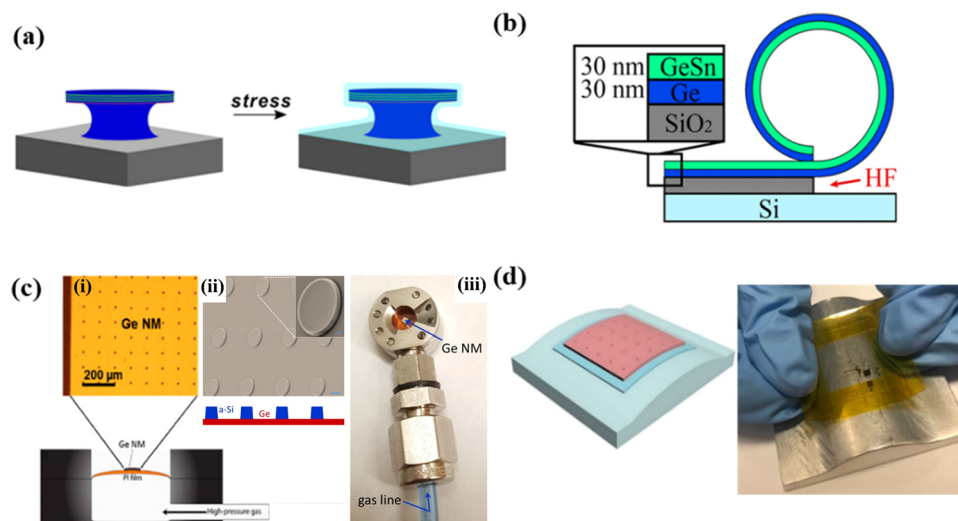 (a)
stress
(b)
30 nm
GeSn
30 nm
Ge
SiO2
HF
Si
(c)
(i)
Ge NM
200 μm
(ii)
a-Si
Ge
(iii)
Ge NM
gas line
Ge NM
PI film
High-pressure gas
(d)